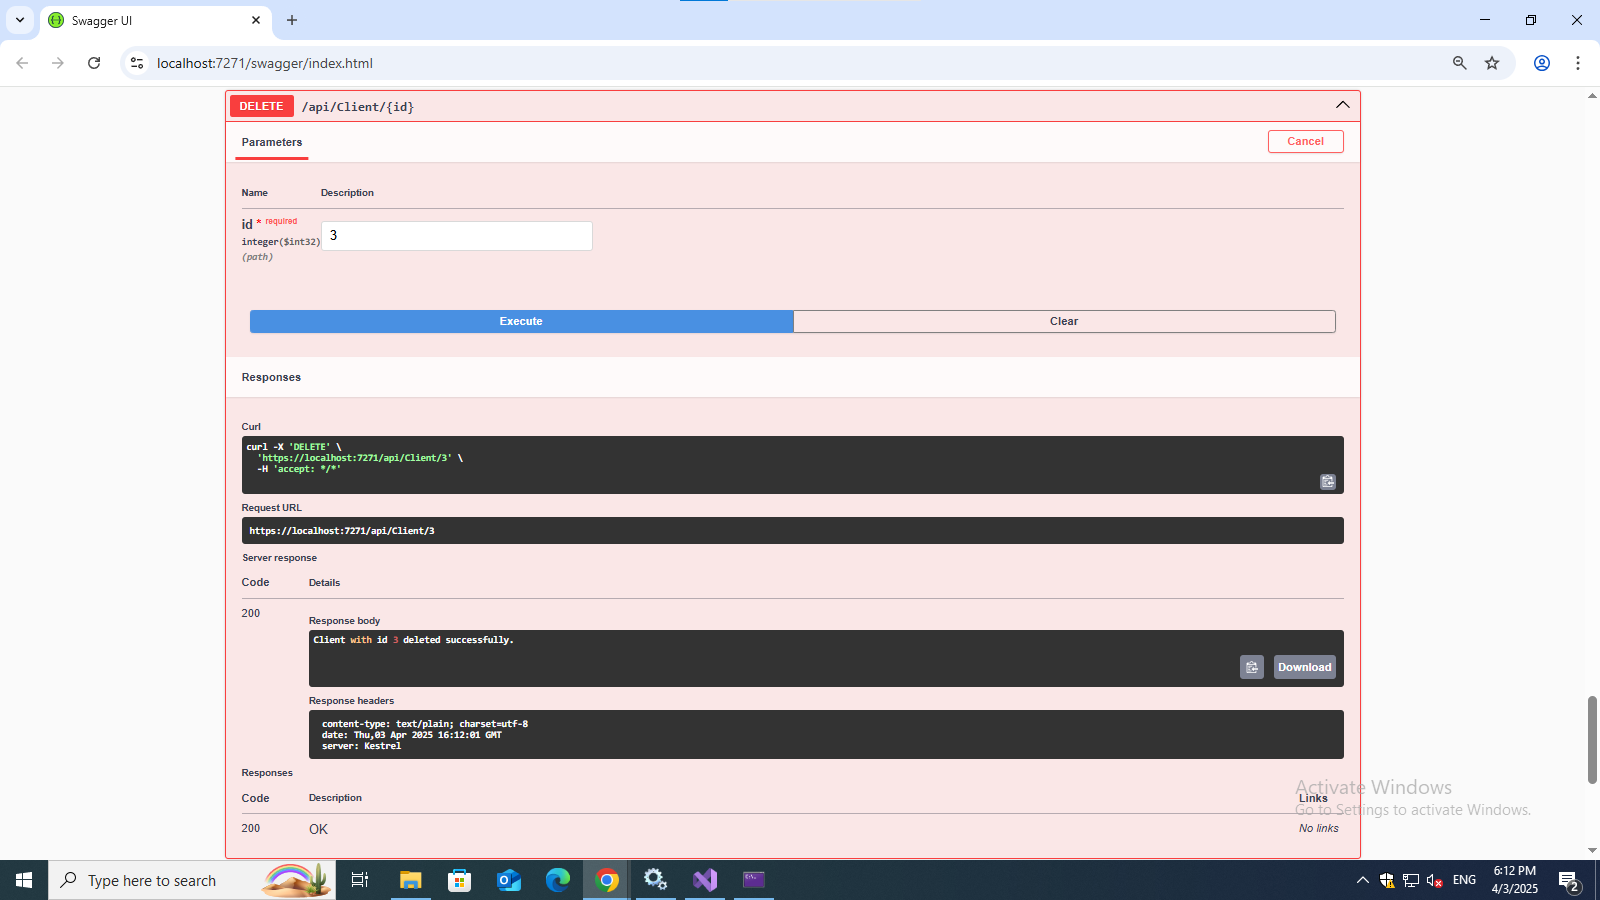 Swagger UI
localhost:7271/swagger/index.html
DELETE /api/Client/{id}
Parameters
Cancel
Name Description
id * required
integer($int32)
(path)
3
Execute Clear
Responses
Curl
curl -X 'DELETE' \
'https://localhost:7271/api/Client/3' \
-H 'accept: */*'
Request URL
https://localhost:7271/api/Client/3
Server response
Code Details
200
Response body
Client with id 3 deleted successfully.
Download
Response headers
content-type: text/plain; charset=utf-8
date: Thu,03 Apr 2025 16:12:01 GMT
server: Kestrel
Responses
Code Description Links
200 OK No links
Activate Windows
Go to Settings to activate Windows.
Type here to search
ENG
6:12 PM
4/3/2025
2